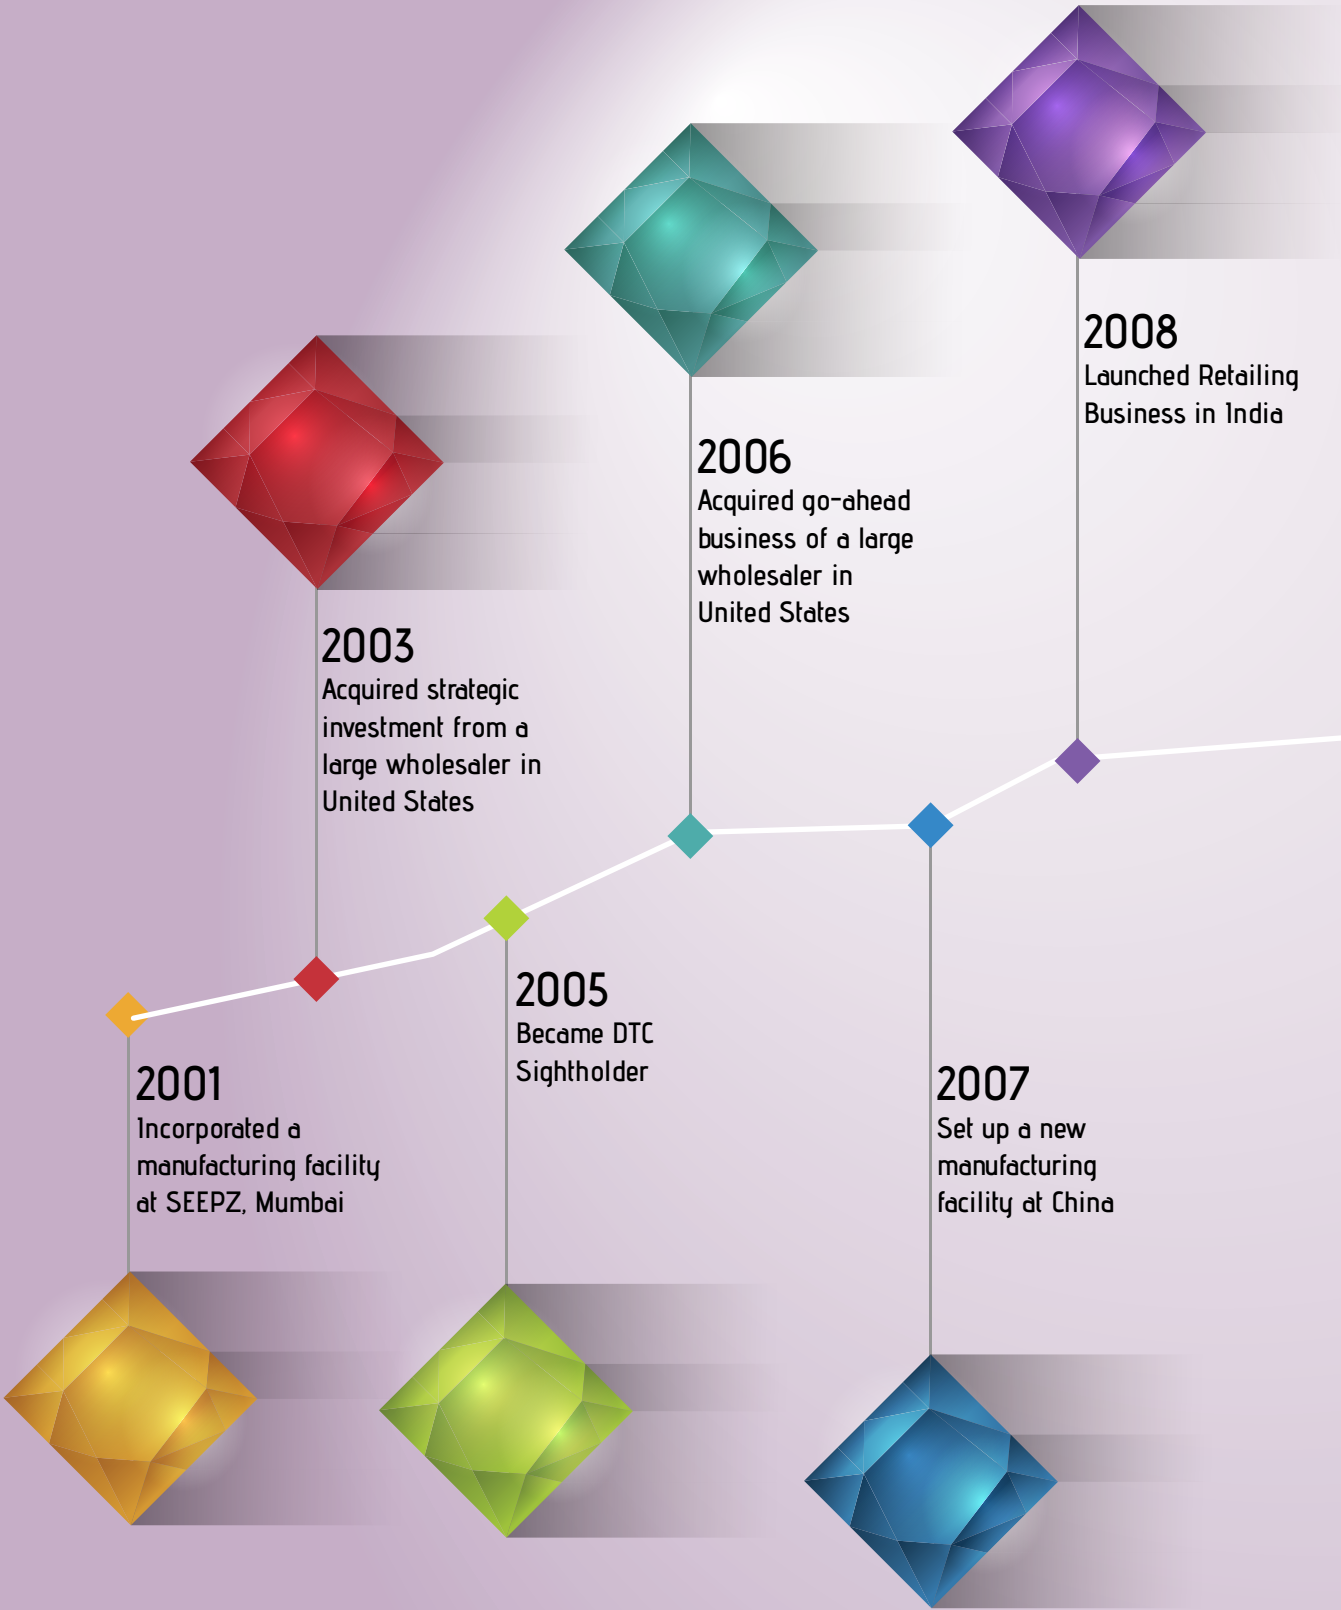 2008
Launched Retailing
Business in India
2006
Acquired go-ahead
business of a large
wholesaler in
United States
2003
Acquired strategic
investment from a
large wholesaler in
United States
2005
Became DTC
Sightholder
2001
Incorporated a
manufacturing facility
at SEEPZ, Mumbai
2007
Set up a new
manufacturing
facility at China